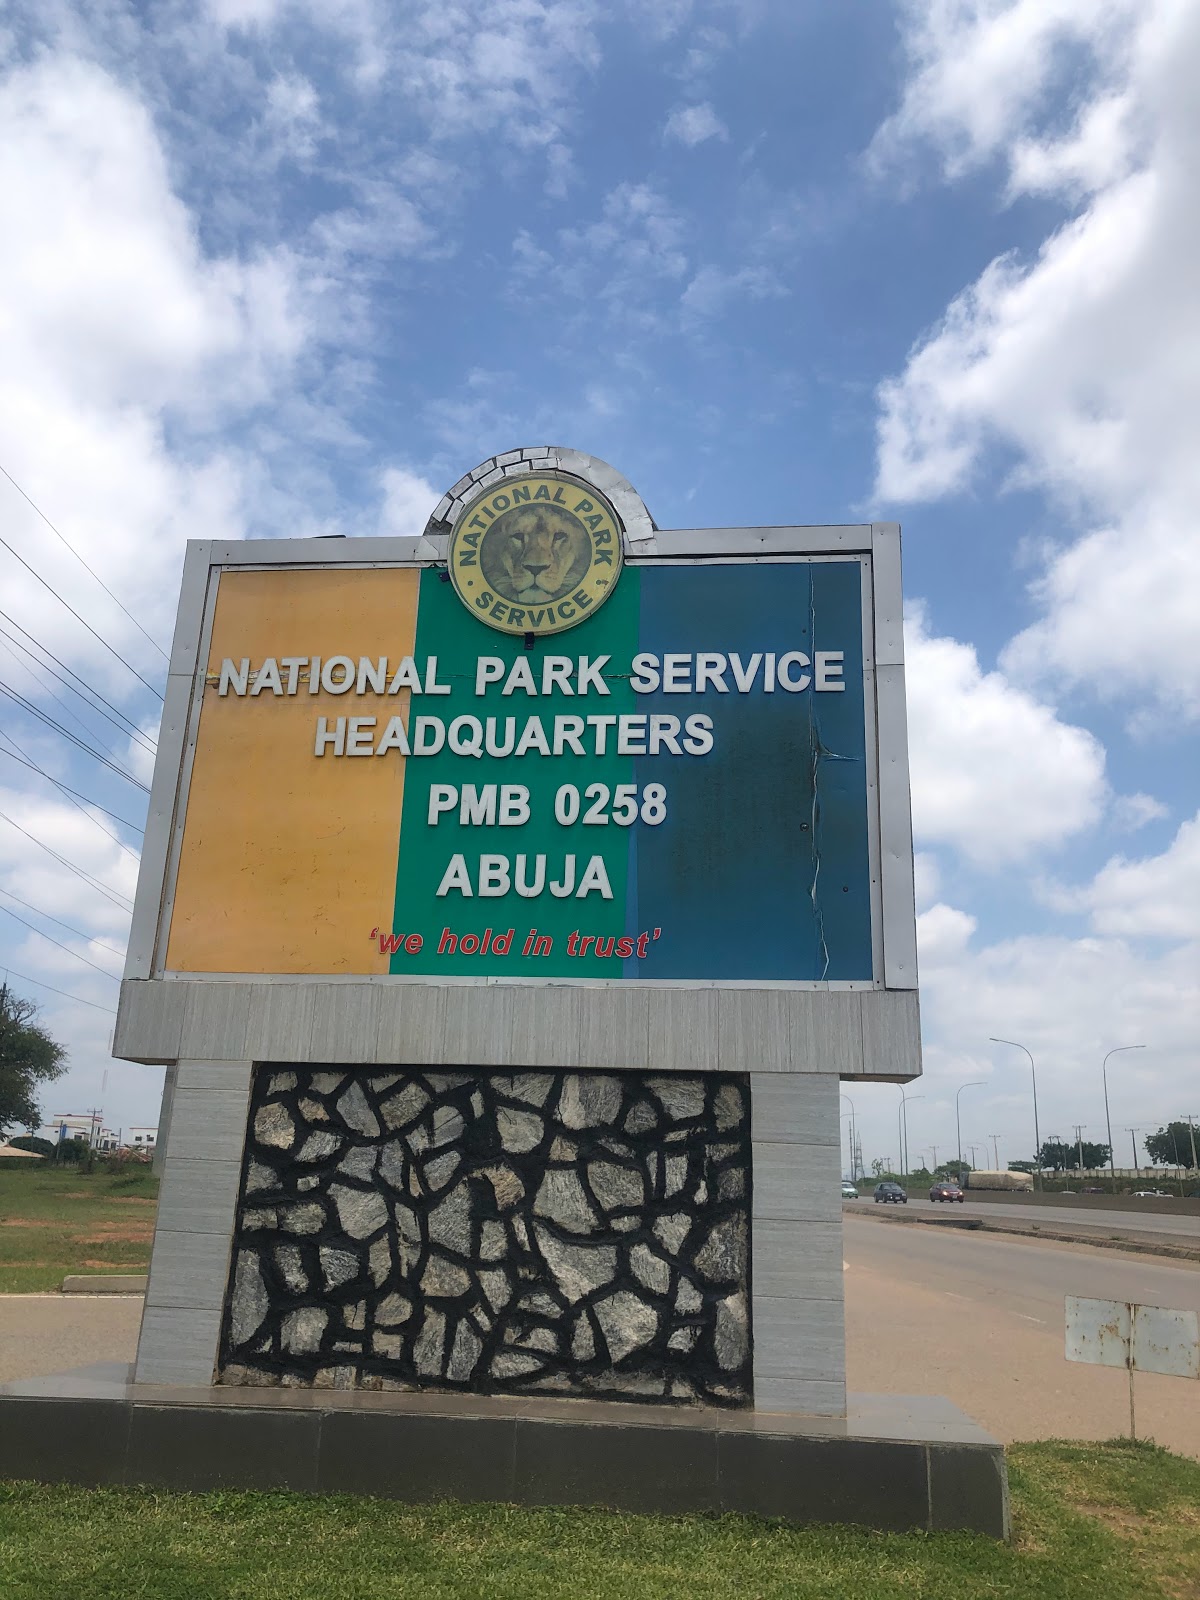 NATIONAL PARK
SERVICE
NATIONAL PARK SERVICE
HEADQUARTERS
PMB 0258
ABUJA
'we hold in trust'